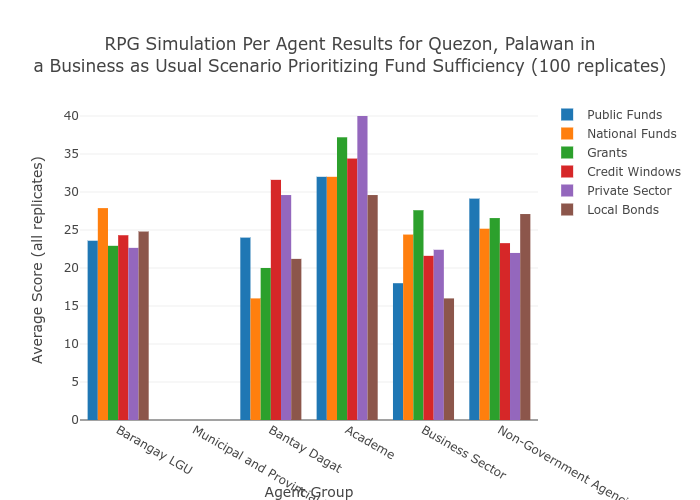 RPG Simulation Per Agent Results for Quezon, Palawan in
a Business as Usual Scenario Prioritizing Fund Sufficiency (100 replicates)
40
35
30
25
20
15
10
5
0
Average Score (all replicates)
Public Funds
National Funds
Grants
Credit Windows
Private Sector
Local Bonds
Barangay LGU
Municipal and
Bantay Dagat
Academe
Business Sector
Non-Government
Agent Group